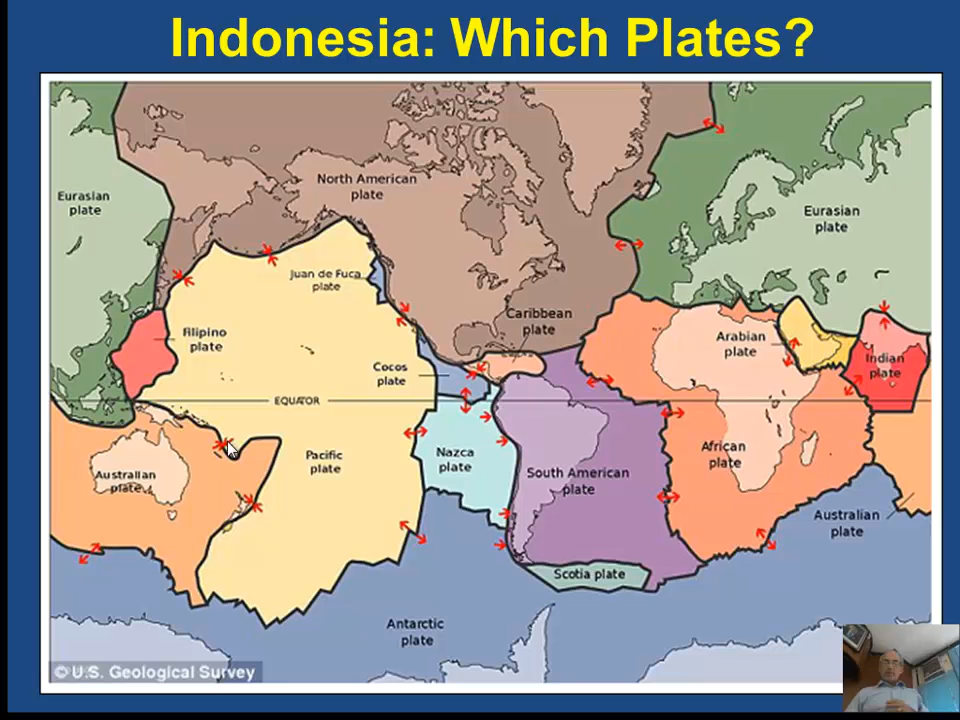 Indonesia: Which Plates?
Eurasian
plate
North American
plate
Eurasian
plate
Juan de Fuca
plate
Filipino
plate
Caribbean
plate
Arabian
plate
Indian
plate
Cocos
plate
EQUATOR
Australian
plate
Pacific
plate
Nazca
plate
South American
plate
African
plate
Australian
plate
Scotia plate
Antarctic
plate
© U.S. Geological Survey